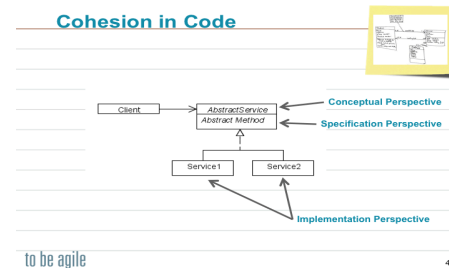 Cohesion in Code
Client
AbstractService
Abstract Method
Conceptual Perspective
Specification Perspective
Service1
Service2
Implementation Perspective
to be agile
4